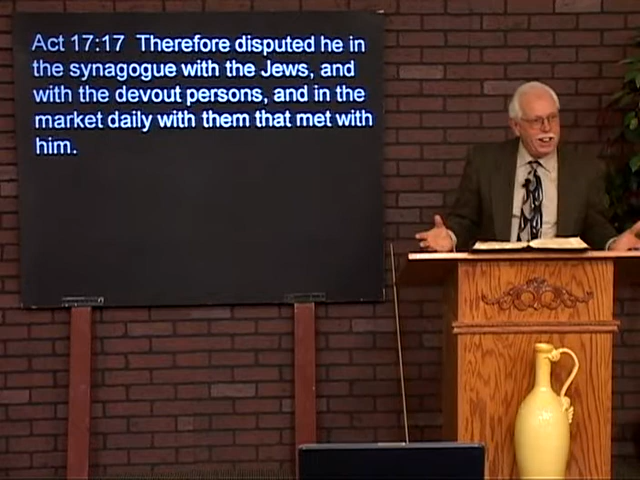 Act 17:17 Therefore disputed he in
the synagogue with the Jews, and
with the devout persons, and in the
market daily with them that met with
him.